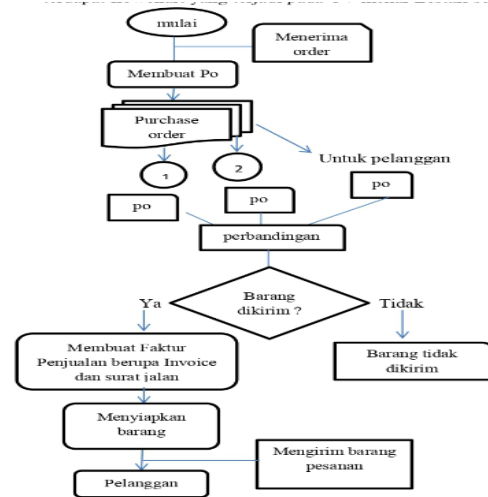 mulai
Menerima
order
Membuat Po
Purchase
order
1
2
Untuk pelanggan
po
po
po
perbandingan
Ya
Barang
dikirim ?
Tidak
Membuat Faktur
Penjualan berupa Invoice
dan surat jalan
Barang tidak
dikirim
Menyiapkan
barang
Mengirim barang
pesanan
Pelanggan